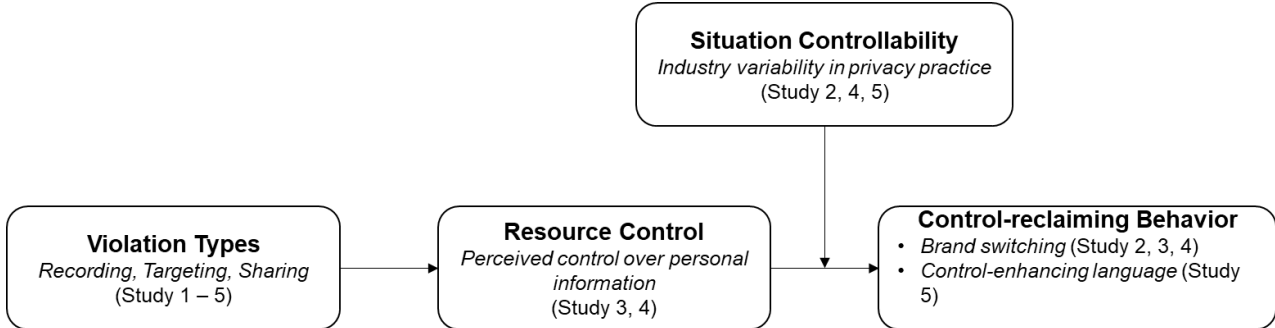 Situation Controllability
Industry variability in privacy practice
(Study 2, 4, 5)
Violation Types
Recording, Targeting, Sharing
(Study 1 – 5)
Resource Control
Perceived control over personal
information
(Study 3, 4)
Control-reclaiming Behavior
• Brand switching (Study 2, 3, 4)
• Control-enhancing language (Study
5)